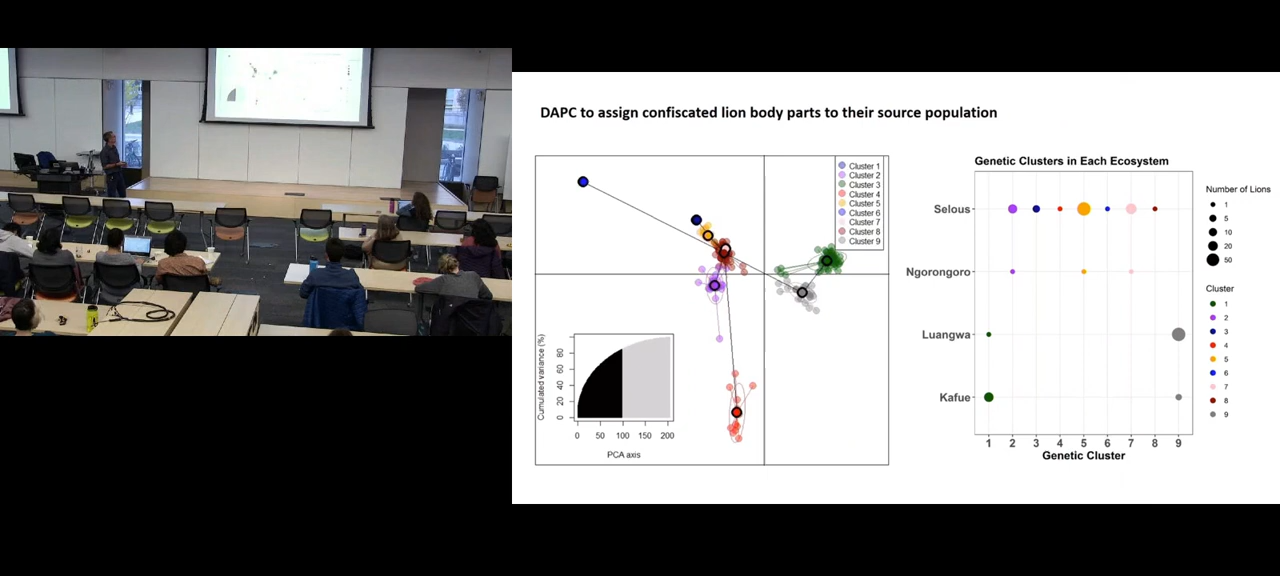 DAPC to assign confiscated lion body parts to their source population
Cluster 1
Cluster 2
Cluster 3
Cluster 4
Cluster 5
Cluster 6
Cluster 7
Cluster 8
Cluster 9
Cumulated variance (%)
80
60
40
20
0
0 50 100 150 200
PCA axis
Genetic Clusters in Each Ecosystem
Selous
Ngorongoro
Luangwa
Kafue
1 2 3 4 5 6 7 8 9
Genetic Cluster
Number of Lions
1
5
10
20
50
Cluster
1
2
3
4
5
6
7
8
9